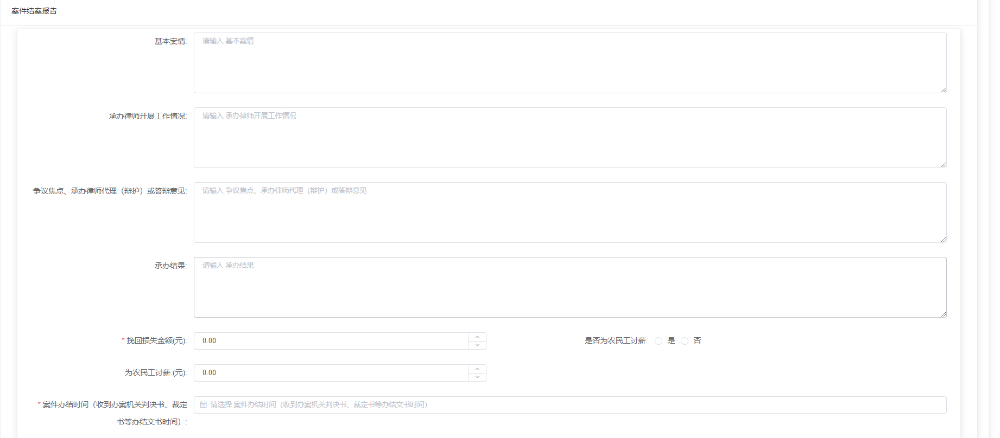 案件结案报告
基本案情:
请输入 基本案情
承办律师开展工作情况:
请输入 承办律师开展工作情况
争议焦点、承办律师代理（辩护）或答辩意见:
请输入 争议焦点、承办律师代理（辩护）或答辩意见
承办结果:
请输入 承办结果
* 挽回损失金额(元):
0.00
是否为农民工讨薪:
是
否
为农民工讨薪:(元):
0.00
* 案件办结时间（收到办案机关判决书、裁定
书等办结文书时间）:
请选择 案件办结时间（收到办案机关判决书、裁定书等办结文书时间）